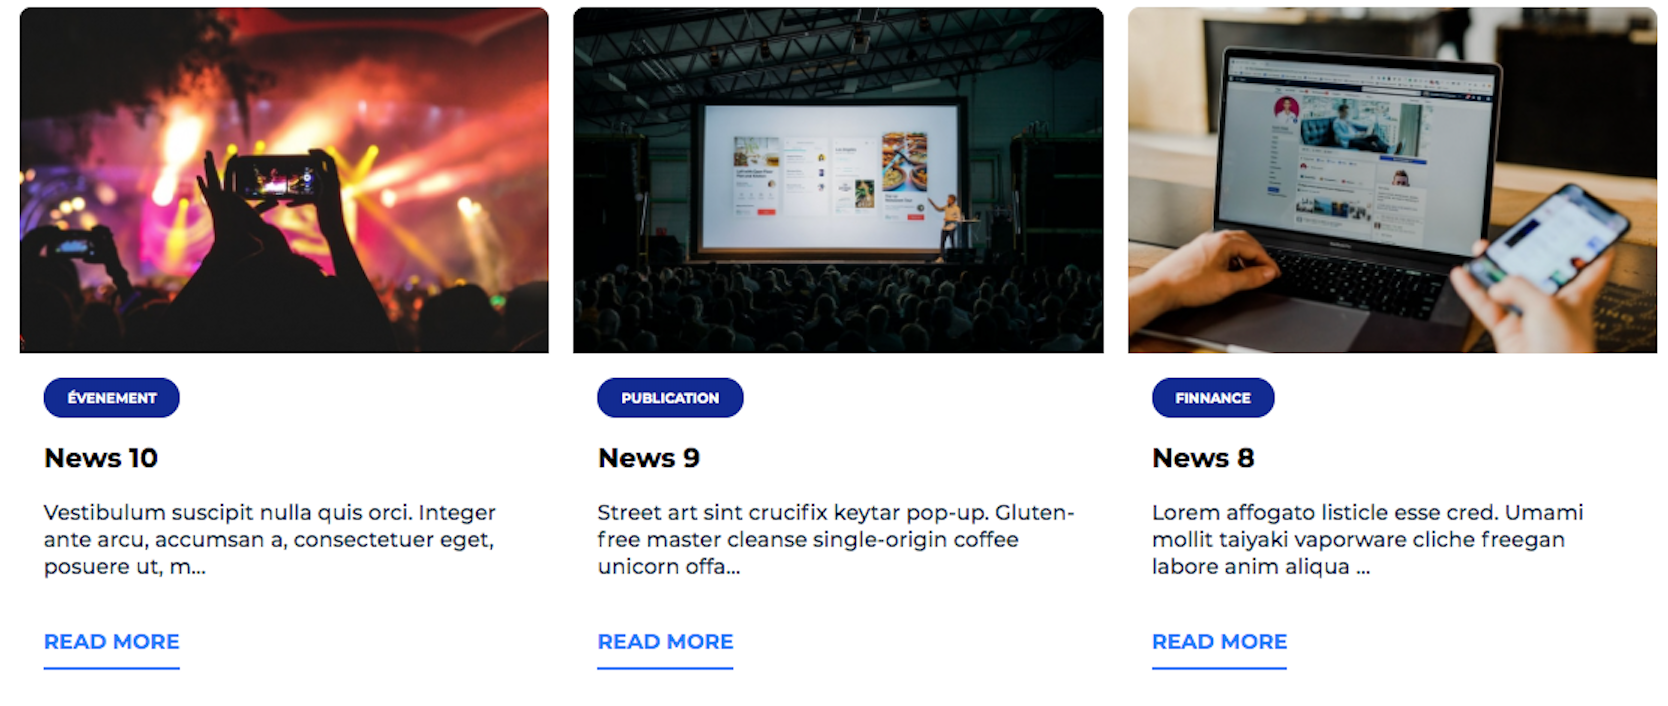 ÉVENEMENT
News 10
Vestibulum suscipit nulla quis orci. Integer
ante arcu, accumsan a, consectetuer eget,
posuere ut, m...
READ MORE
PUBLICATION
News 9
Street art sint crucifix keytar pop-up. Gluten-
free master cleanse single-origin coffee
unicorn offa...
READ MORE
FINNANCE
News 8
Lorem affogato listicle esse cred. Umami
mollit taiyaki vaporware cliche freegan
labore anim aliqua ...
READ MORE